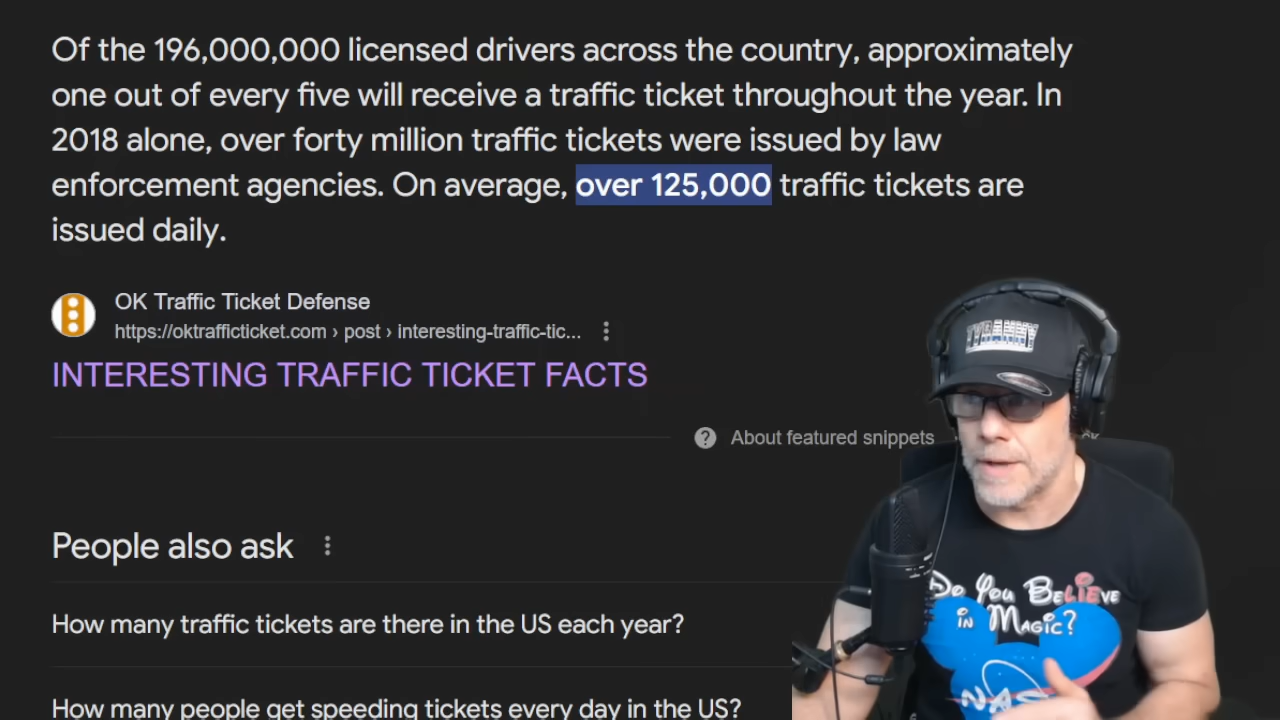 Of the 196,000,000 licensed drivers across the country, approximately
one out of every five will receive a traffic ticket throughout the year. In
2018 alone, over forty million traffic tickets were issued by law
enforcement agencies. On average, over 125,000 traffic tickets are
issued daily.
OK Traffic Ticket Defense
https://oktrafficticket.com › post › interesting-traffic-tic...
INTERESTING TRAFFIC TICKET FACTS
About featured snippets
TYRANNY
People also ask
Do You BeLIEve
in Magic?
NAS
How many traffic tickets are there in the US each year?
How many people get speeding tickets every day in the US?